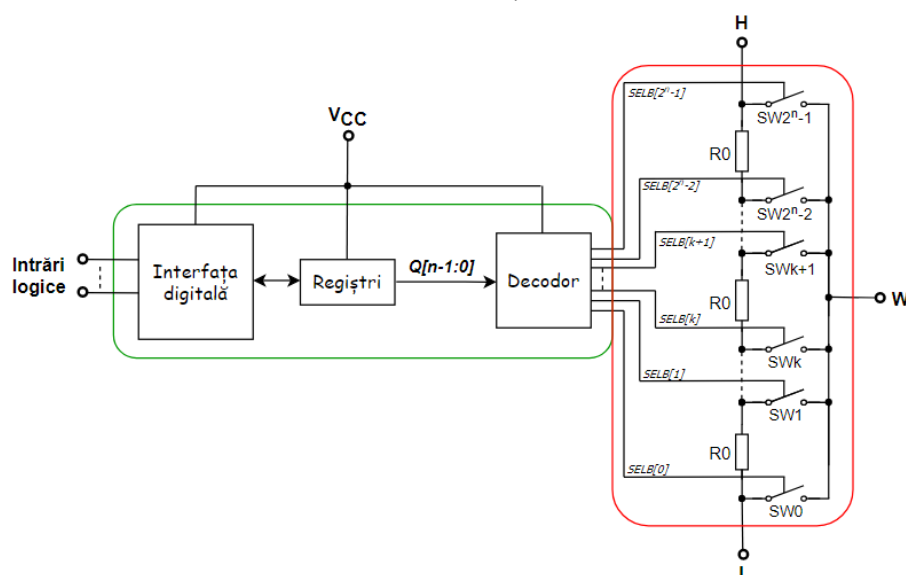 H
SELB[2ⁿ-1]
SW2ⁿ-1
VCC
R0
SELB[2ⁿ-2]
SW2ⁿ-2
SELB[k+1]
SWk+1
Intrări
logice
Interfața
digitală
Regiștri
Q[n-1:0]
Decodor
R0
W
SELB[k]
SWk
SELB[1]
SW1
R0
SELB[0]
SW0